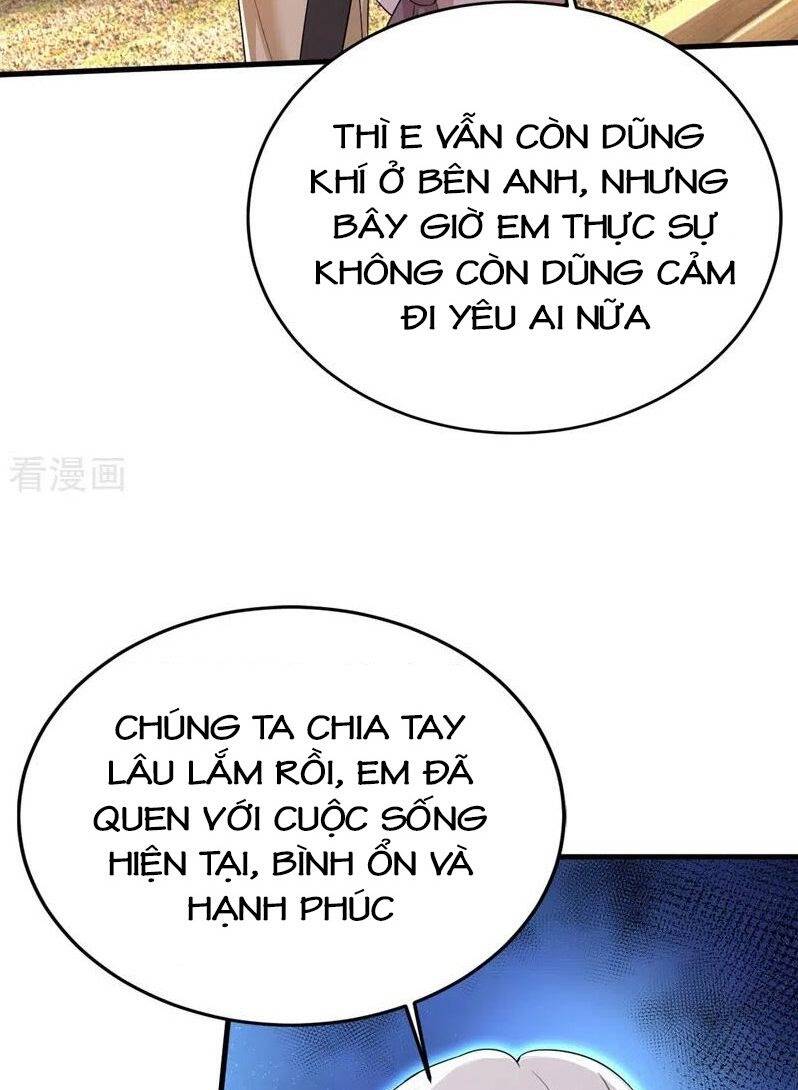 THÌ E VẪN CÒN DŨNG
KHÍ Ở BÊN ANH, NHƯNG
BÂY GIỜ EM THỰC SỰ
KHÔNG CÒN DŨNG CẢM
ĐI YÊU AI NỮA
看漫画
CHÚNG TA CHIA TAY
LÂU LẮM RỒI, EM ĐÃ
QUEN VỚI CUỘC SỐNG
HIỆN TẠI, BÌNH ỔN VÀ
HẠNH PHÚC